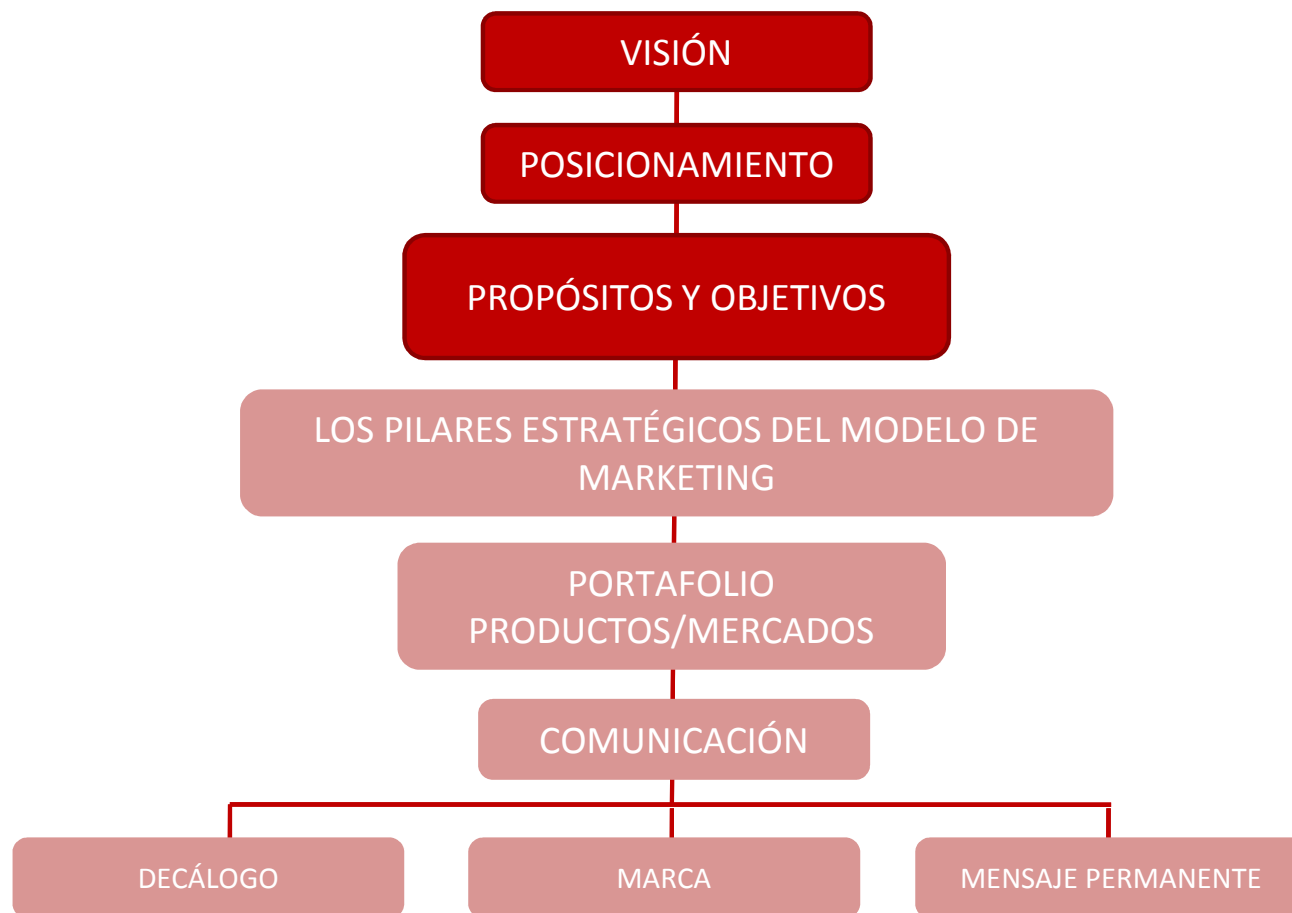 VISIÓN
POSICIONAMIENTO
PROPÓSITOS Y OBJETIVOS
LOS PILARES ESTRATÉGICOS DEL MODELO DE
MARKETING
PORTAFOLIO
PRODUCTOS/MERCADOS
COMUNICACIÓN
DECÁLOGO
MARCA
MENSAJE PERMANENTE